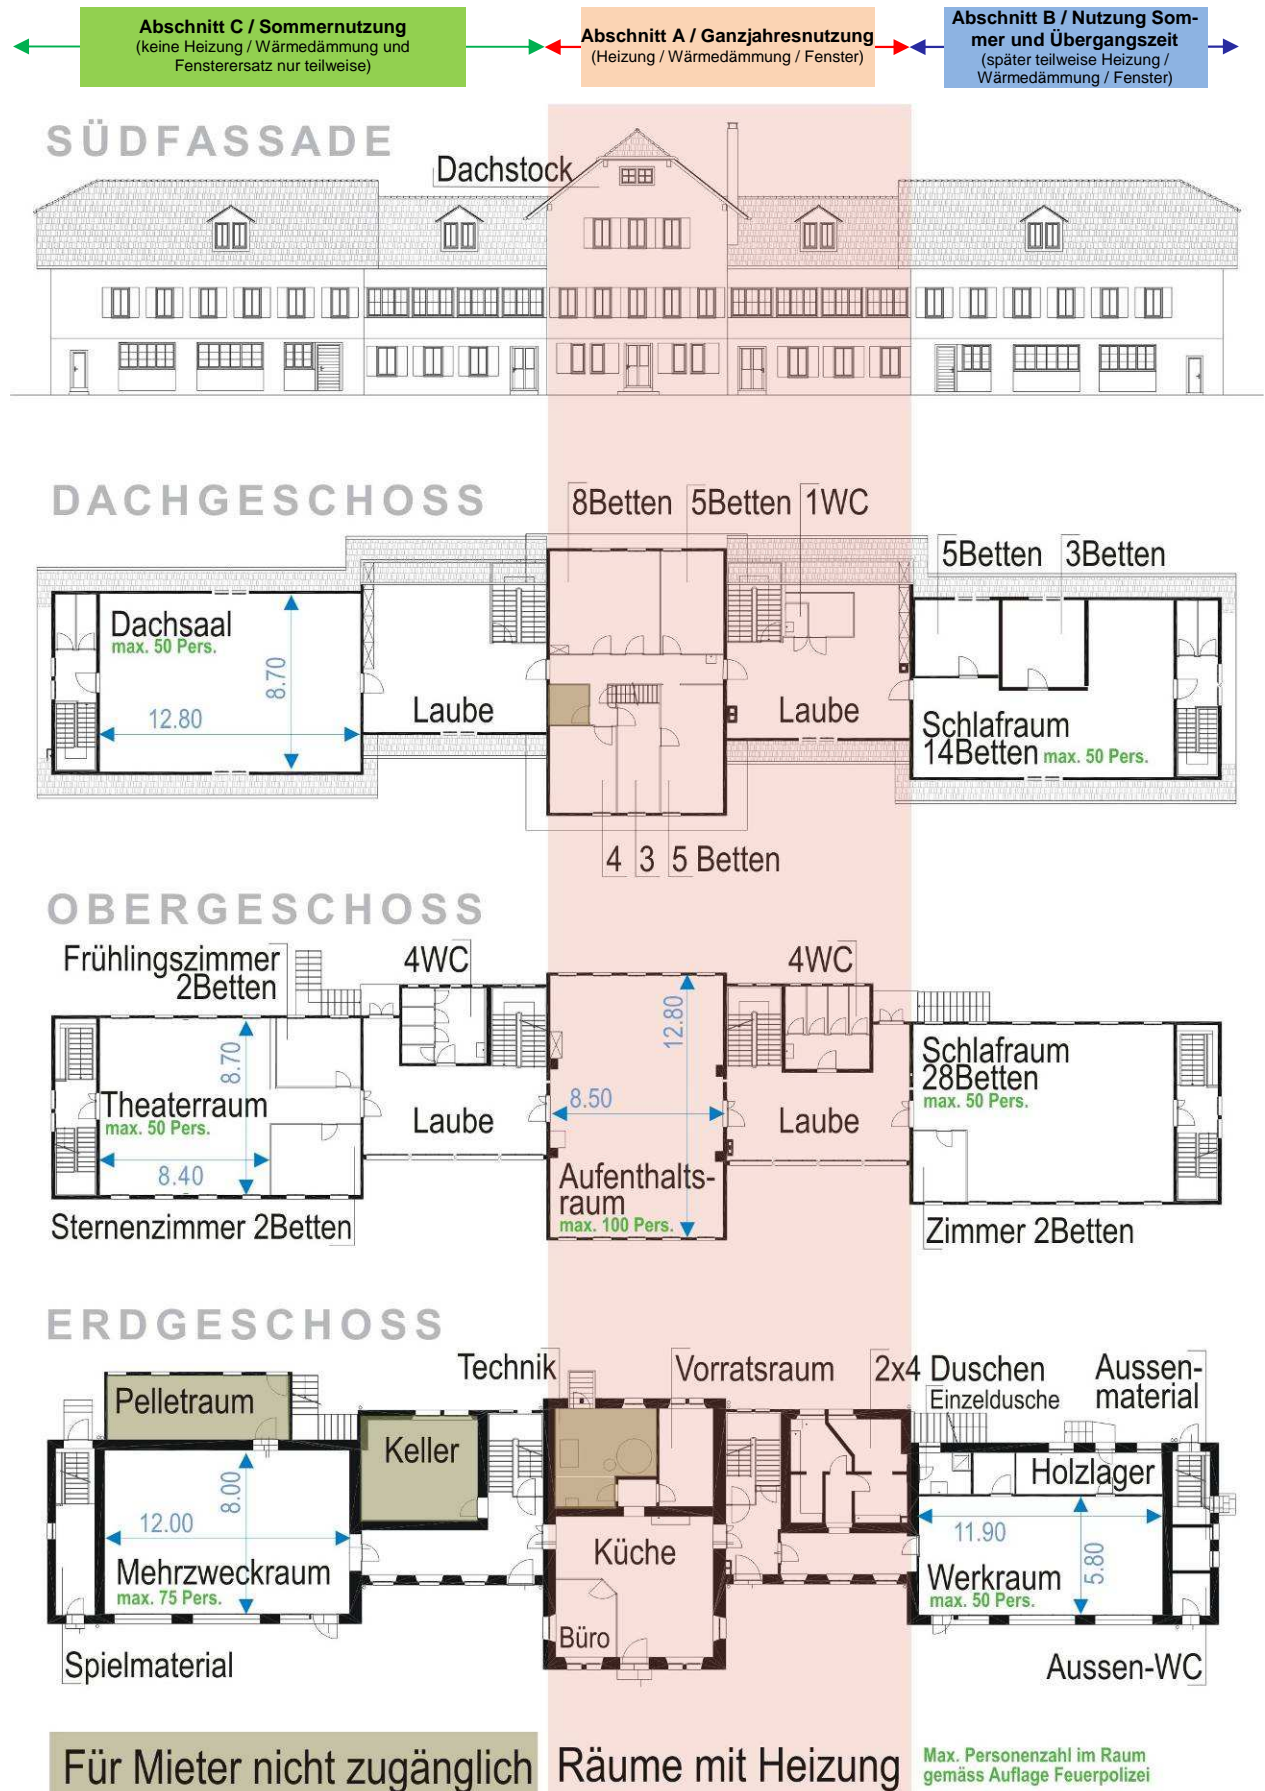 Abschnitt C / Sommernutzung
(keine Heizung / Wärmedämmung und
Fensterersatz nur teilweise)
Abschnitt A / Ganzjahresnutzung
(Heizung / Wärmedämmung / Fenster)
Abschnitt B / Nutzung Som-
mer und Übergangszeit
(später teilweise Heizung /
Wärmedämmung / Fenster)
SÜDFASSADE
Dachstock
DACHGESCHOSS
8Betten
5Betten
1WC
5Betten
3Betten
Dachsaal
max. 50 Pers.
8.70
12.80
Laube
Laube
Schlafraum
14Betten max. 50 Pers.
4
3
5 Betten
OBERGESCHOSS
Frühlingszimmer
2Betten
4WC
4WC
8.70
12.80
Theaterraum
max. 50 Pers.
8.40
Laube
8.50
Aufenthalts-
raum
max. 100 Pers.
Laube
Schlafraum
28Betten
max. 50 Pers.
Sternenzimmer 2Betten
Zimmer 2Betten
ERDGESCHOSS
Technik
Vorratsraum
2x4 Duschen
Einzeldusche
Aussen-
material
Pelletraum
Keller
Holzlager
8.00
12.00
Mehrzweckraum
max. 75 Pers.
Küche
Büro
11.90
5.80
Werkraum
max. 50 Pers.
Spielmaterial
Aussen-WC
Für Mieter nicht zugänglich
Räume mit Heizung
Max. Personenzahl im Raum
gemäss Auflage Feuerpolizei